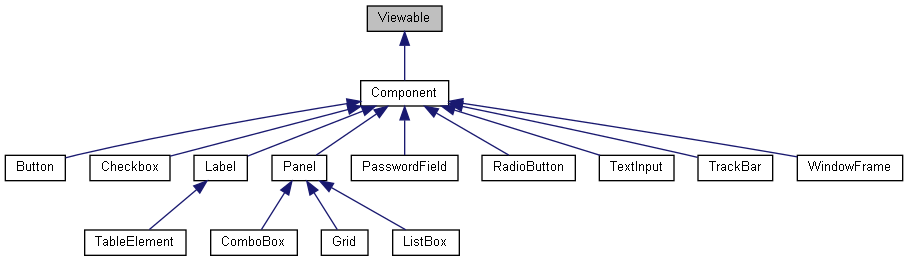 Viewable
Component
Button
Checkbox
Label
Panel
PasswordField
RadioButton
TextInput
TrackBar
WindowFrame
TableElement
ComboBox
Grid
ListBox